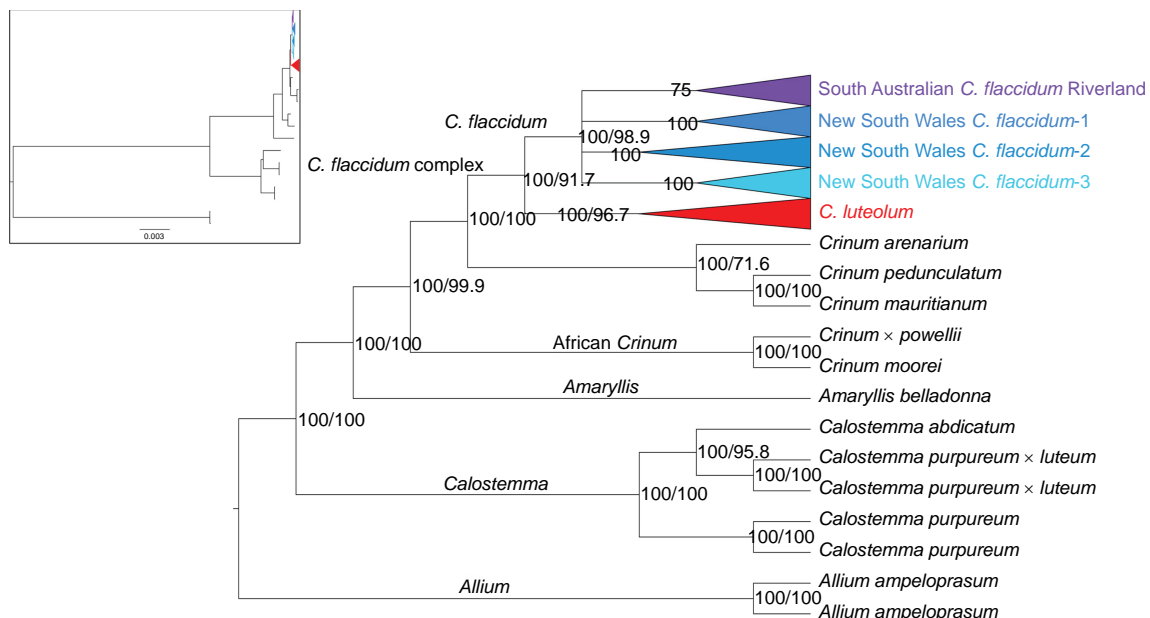 0.003
75
South Australian C. flaccidum Riverland
C. flaccidum
100
New South Wales C. flaccidum-1
100/98.9
100
New South Wales C. flaccidum-2
C. flaccidum complex
100/91.7
100
New South Wales C. flaccidum-3
100/100
100/96.7
C. luteolum
Crinum arenarium
100/71.6
Crinum pedunculatum
100/99.9
100/100
Crinum mauritianum
Crinum × powellii
100/100
African Crinum
100/100
Crinum moorei
Amaryllis
Amaryllis belladonna
100/100
Calostemma abdicatum
100/95.8
Calostemma purpureum × luteum
100/100
Calostemma
100/100
Calostemma purpureum × luteum
Calostemma purpureum
100/100
Calostemma purpureum
Allium
Allium ampeloprasum
100/100
Allium ampeloprasum